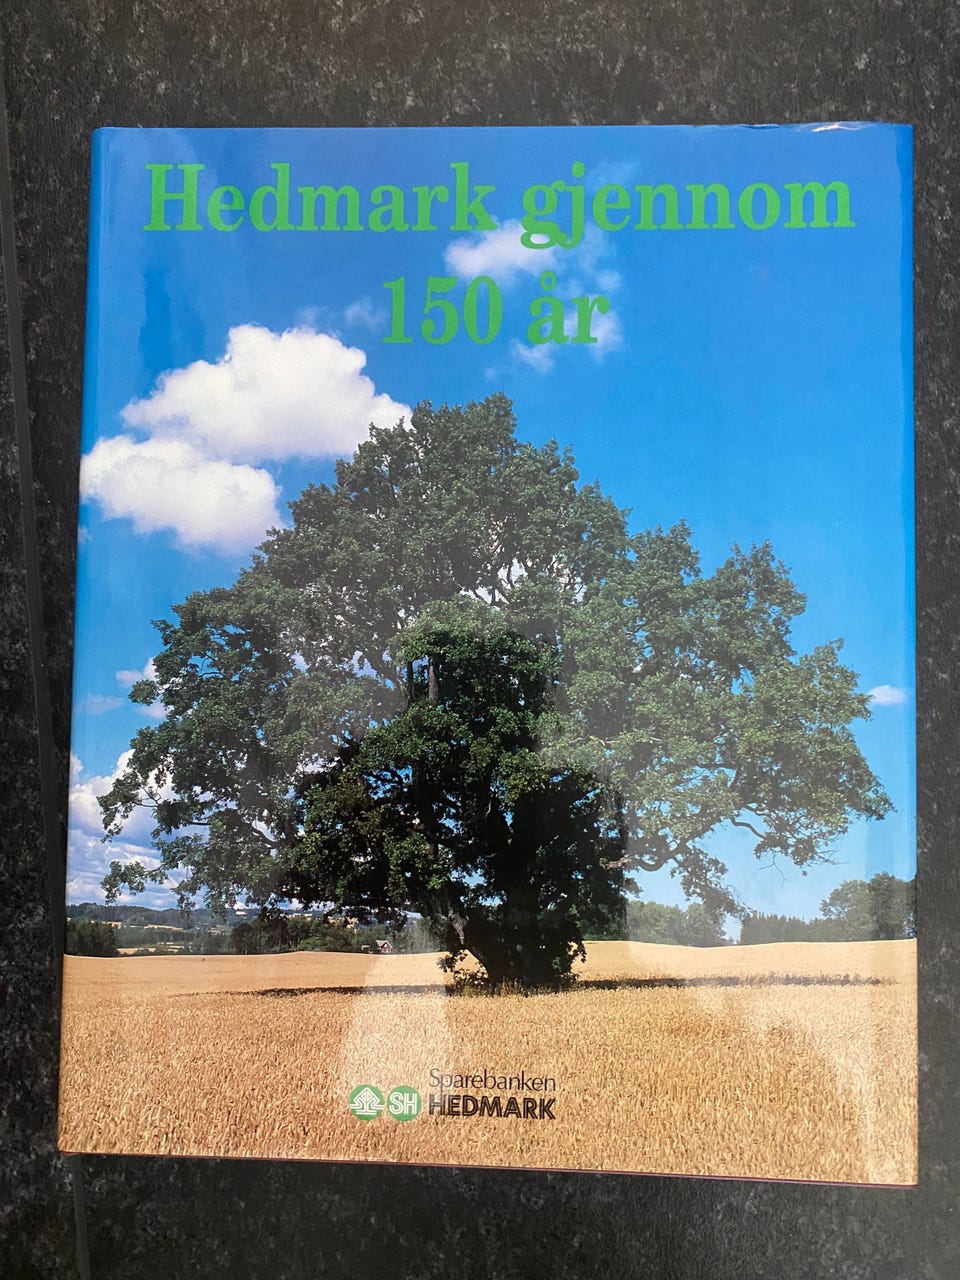 Hedmark gjennom
150 år
SH
Sparebanken
HEDMARK